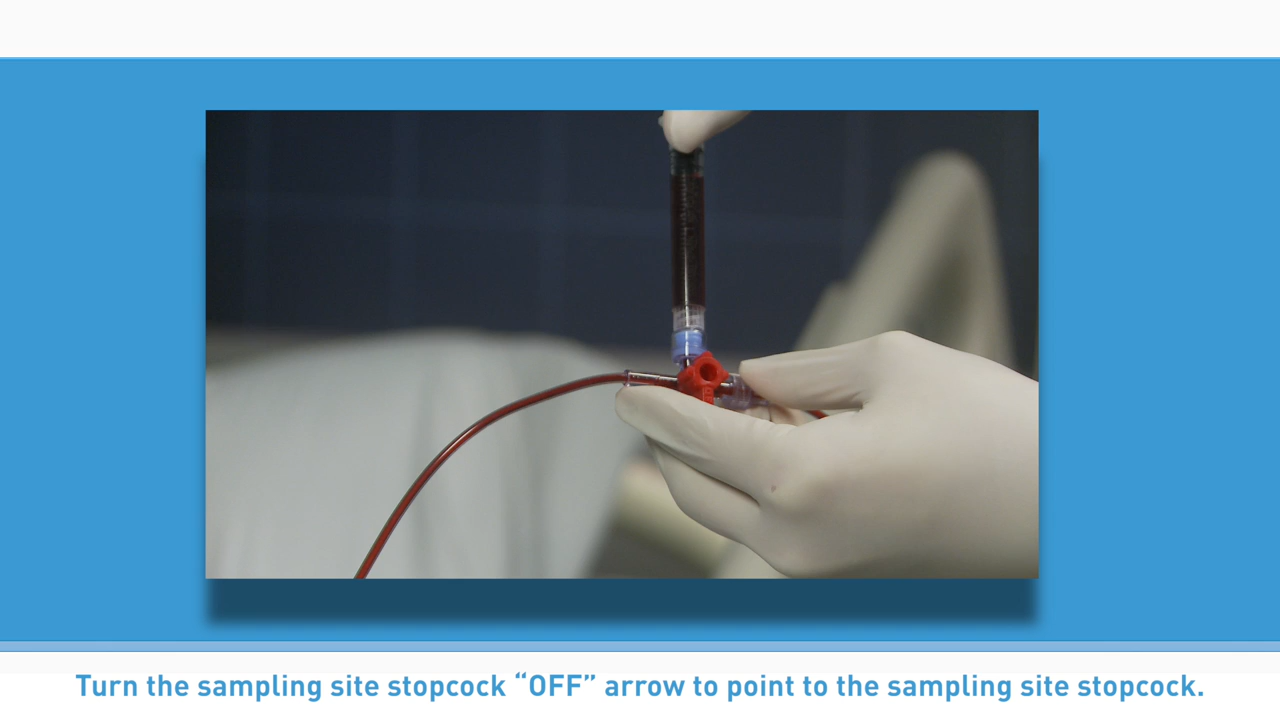 Turn the sampling site stopcock “OFF” arrow to point to the sampling site stopcock.